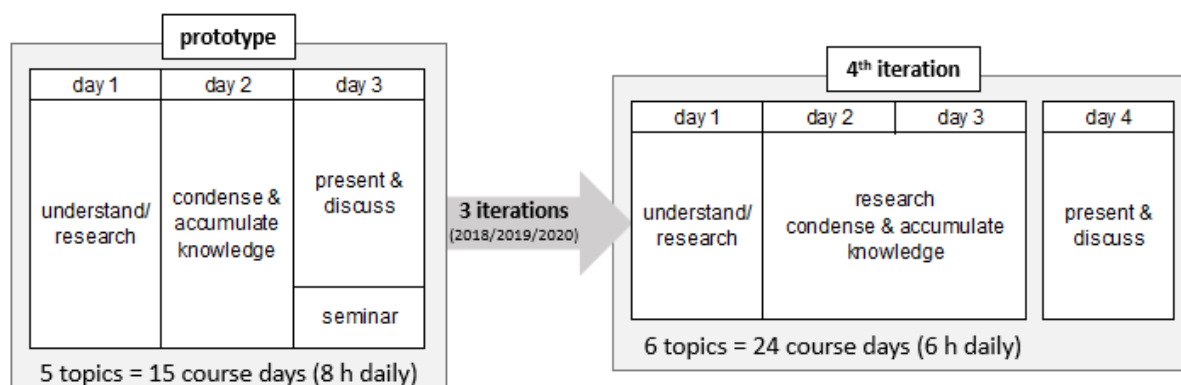 prototype
day 1
day 2
day 3
understand/
research
condense &
accumulate
knowledge
present &
discuss
seminar
5 topics = 15 course days (8 h daily)
3 iterations
(2018/2019/2020)
4th iteration
day 1
day 2
day 3
day 4
understand/
research
research
condense & accumulate
knowledge
present &
discuss
6 topics = 24 course days (6 h daily)